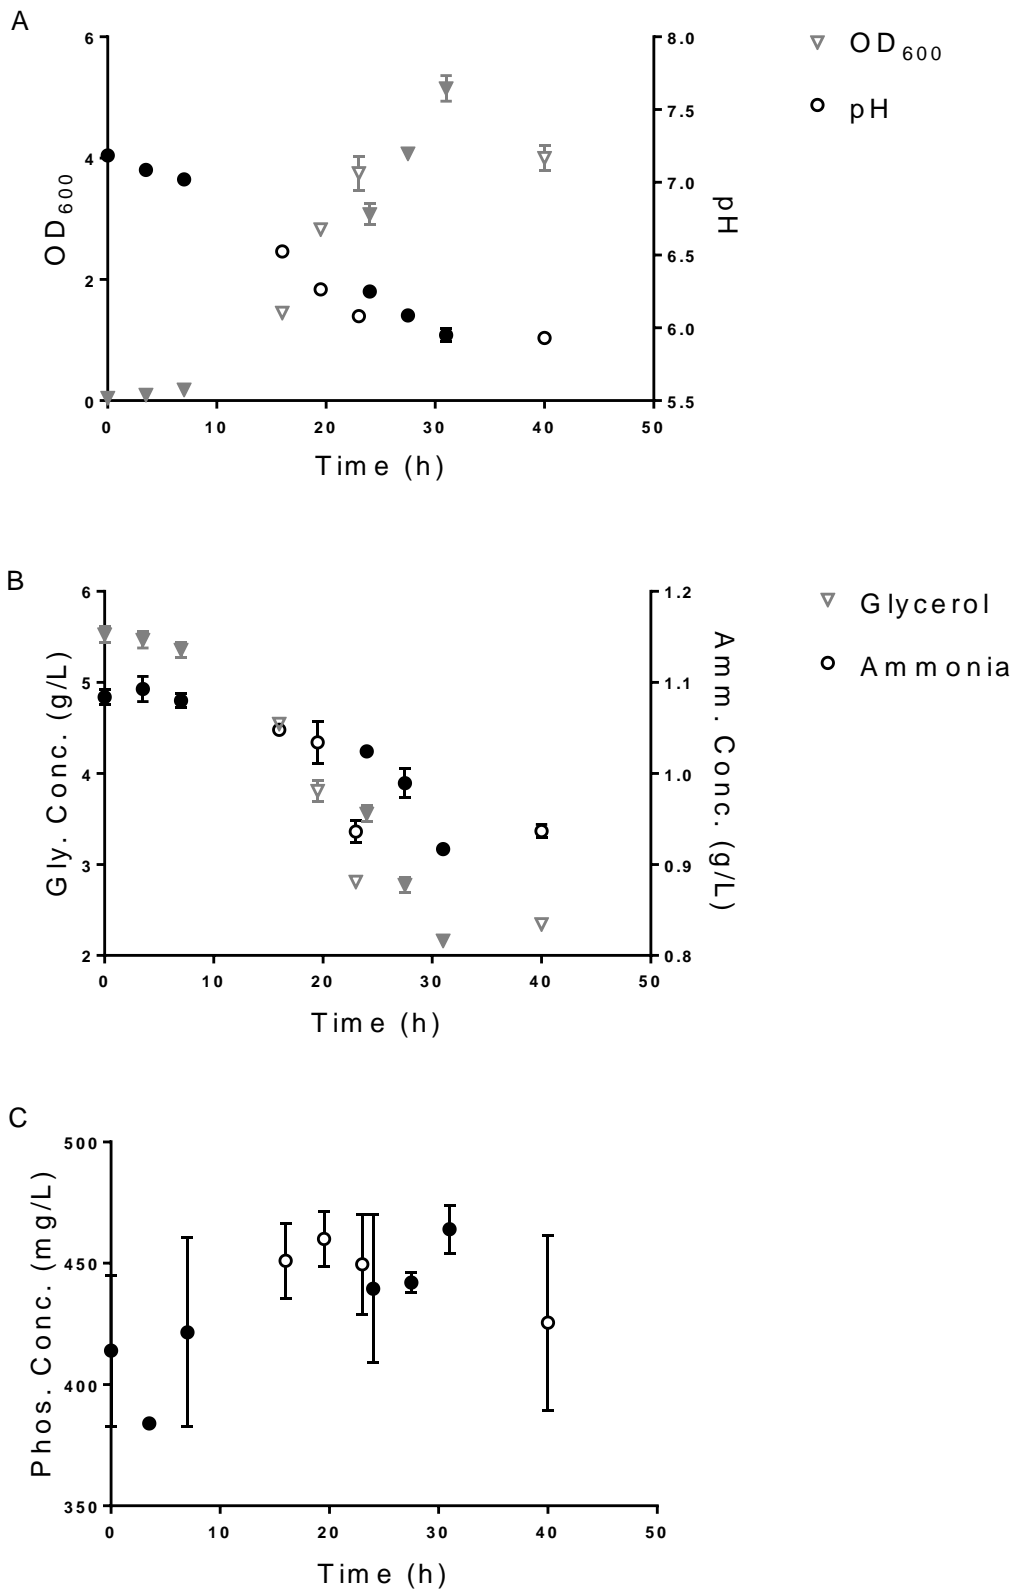 A
OD600
pH
OD600
6
4
2
0
8.0
7.5
7.0
6.5
6.0
5.5
pH
0 10 20 30 40 50
Time (h)
B
Glycerol
Ammonia
Gly. Conc. (g/L)
6
5
4
3
2
1.2
1.1
1.0
0.9
0.8
Amm. Conc. (g/L)
0 10 20 30 40 50
Time (h)
C
Phos. Conc. (mg/L)
500
450
400
350
0 10 20 30 40 50
Time (h)